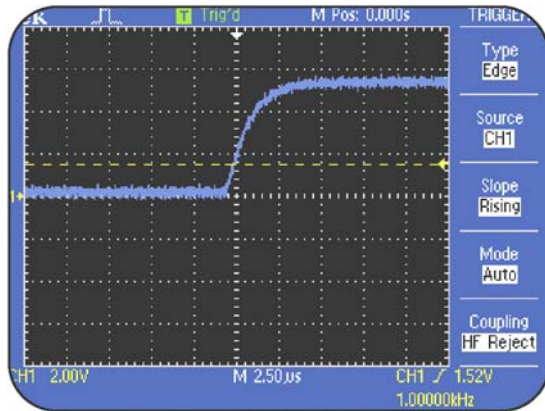 Trig'd M Pos: 0.000s TRIGGER
Type
Edge
Source
CH1
Slope
Rising
Mode
Auto
Coupling
HF Reject
1
CH1 2.00V M 2.50µs CH1 1.52V
1.00000kHz